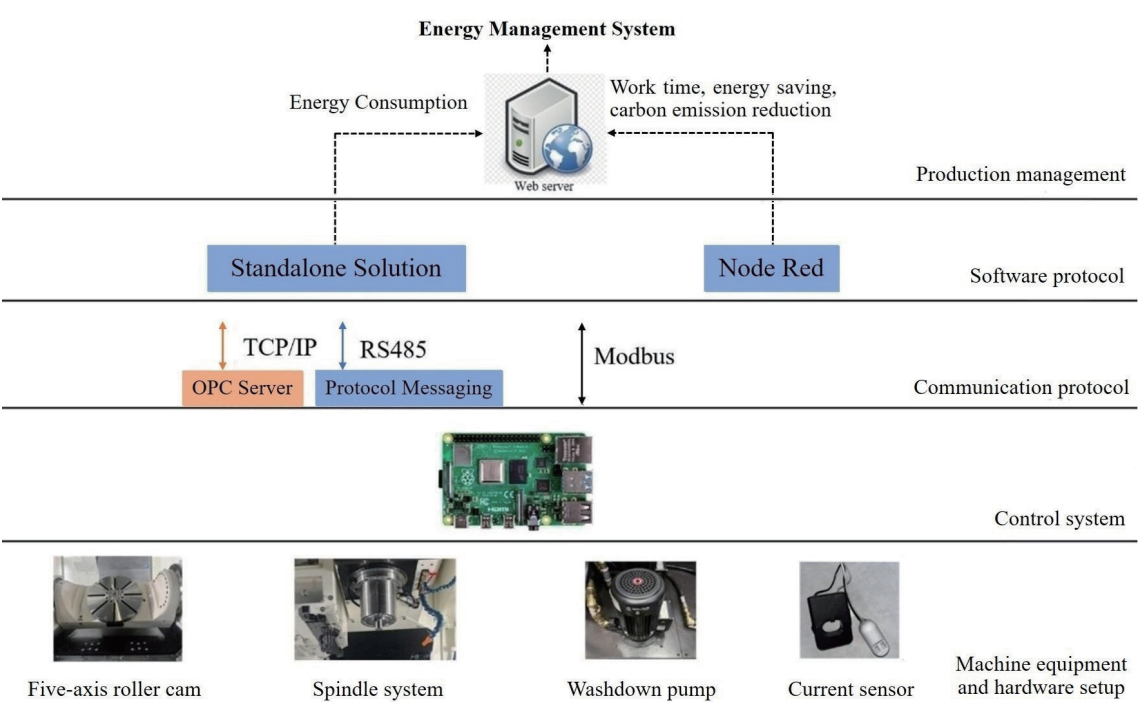 Energy Management System
Energy Consumption
Work time, energy saving,
carbon emission reduction
Web server
Production management
Standalone Solution
Node Red
Software protocol
TCP/IP
RS485
Modbus
OPC Server
Protocol Messaging
Communication protocol
HDMI
Control system
Five-axis roller cam
Spindle system
Washdown pump
Current sensor
Machine equipment
and hardware setup